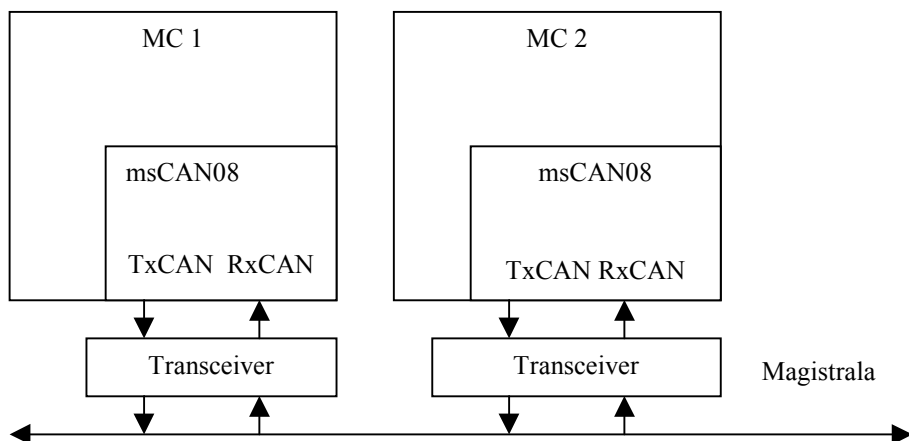 MC 1
MC 2
msCAN08
msCAN08
TxCAN RxCAN
TxCAN RxCAN
Transceiver
Transceiver
Magistrala